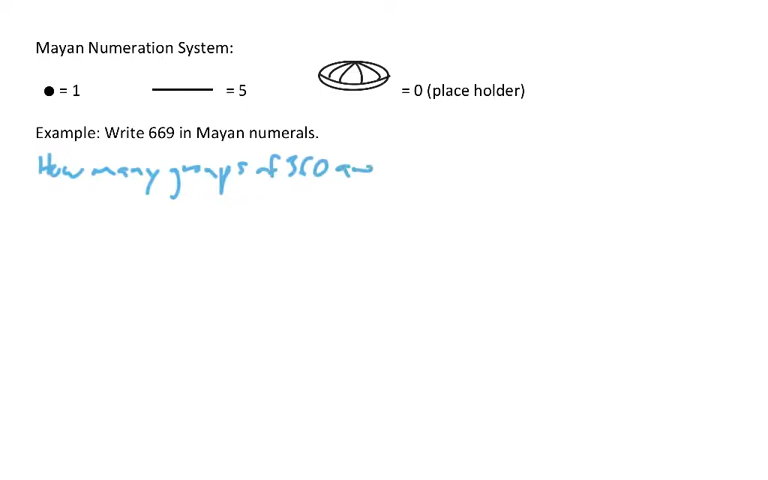 Mayan Numeration System:
= 1 = 5 = 0 (place holder)
Example: Write 669 in Mayan numerals.
How many groups of 360 are